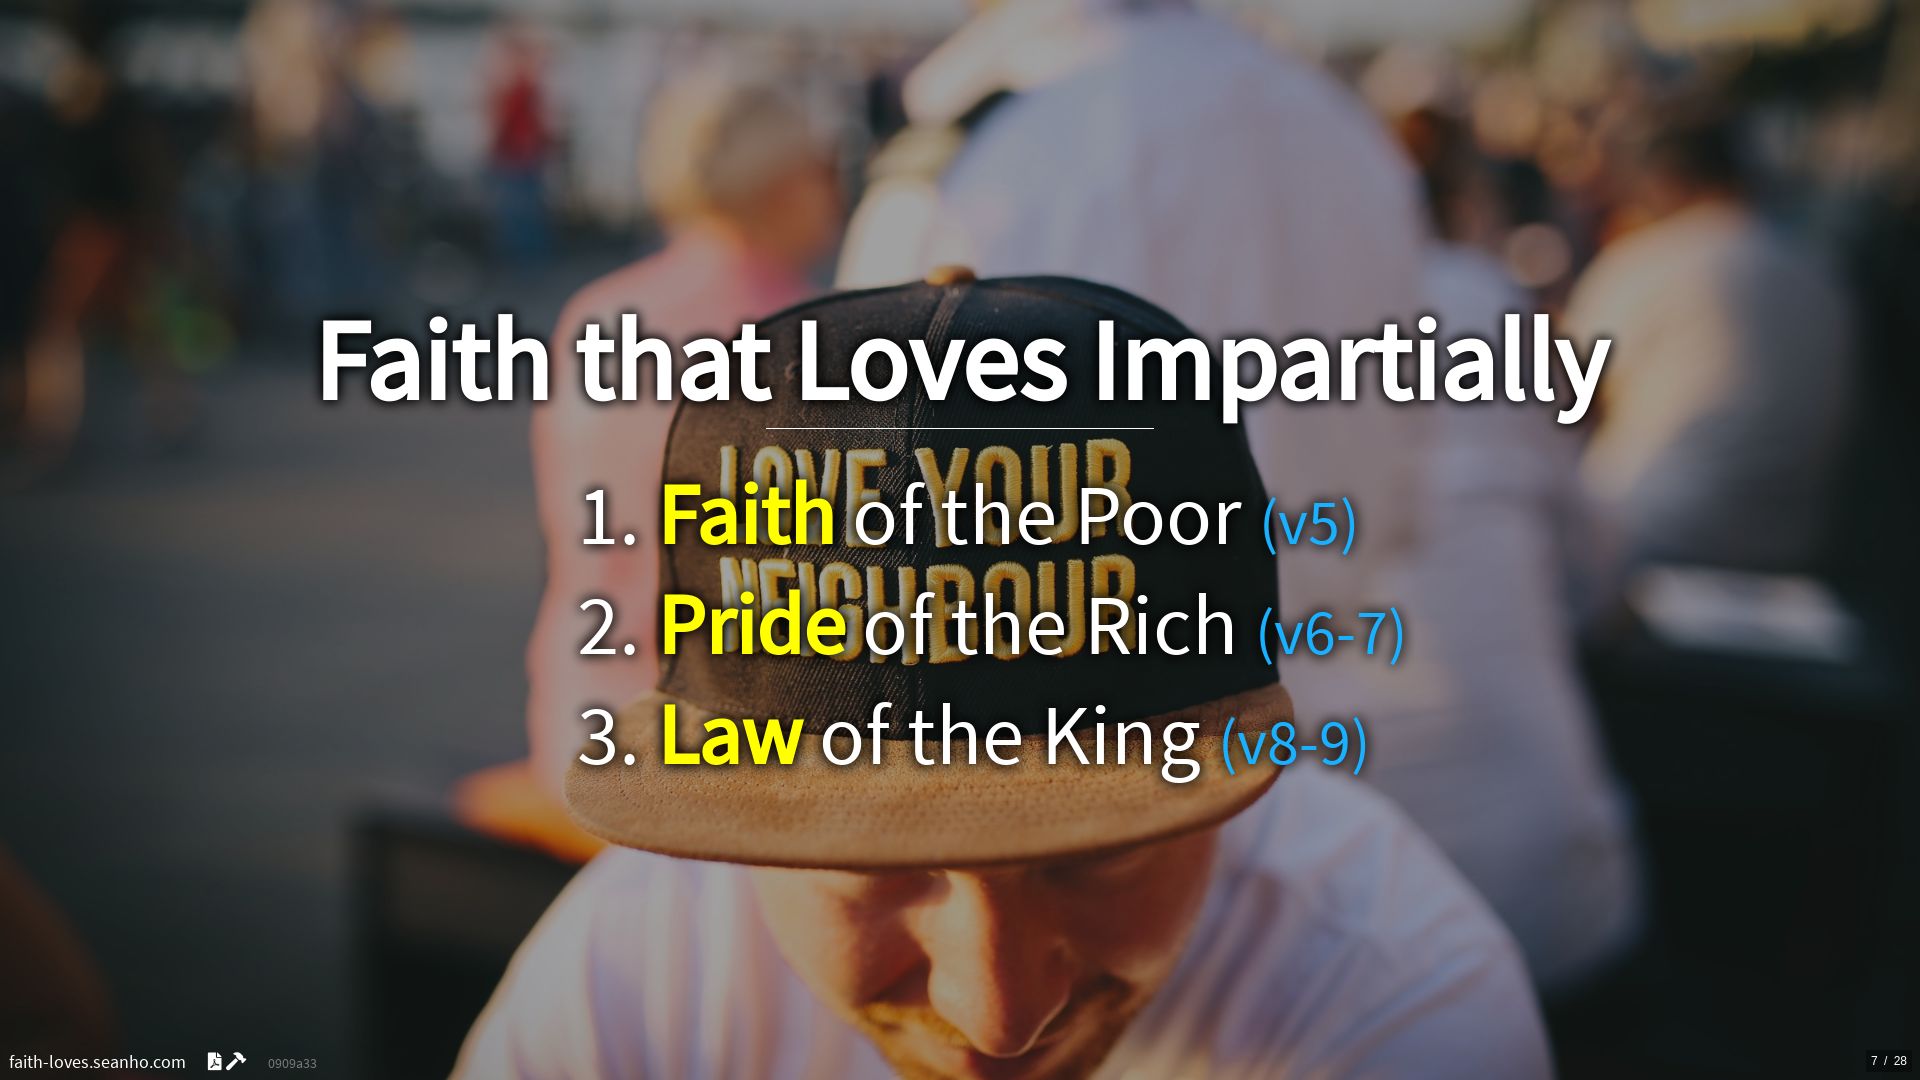 Faith that Loves Impartially
LOVE YOUR
NEIGHBOUR
1. Faith of the Poor (v5)
2. Pride of the Rich (v6-7)
3. Law of the King (v8-9)
faith-loves.seanho.com 0909a33
7 / 28